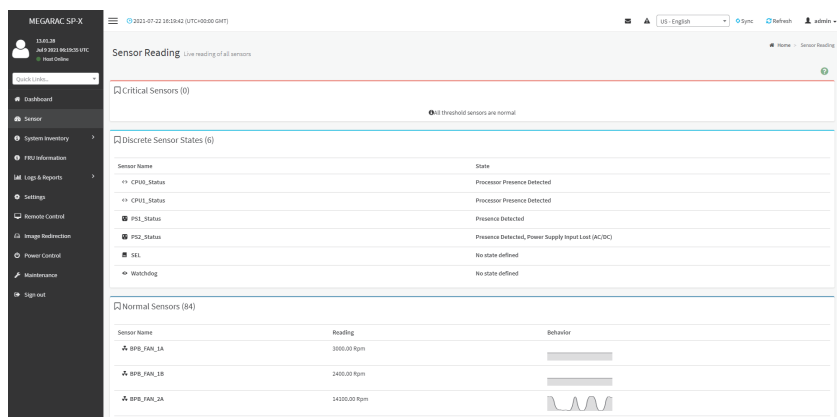 MEGARAC SP-X
2021-07-22 18:19:42 (UTC+00:00 GMT)
US - English
Sync
Refresh
admin
13.01.28
Jul 9 2021 06:19:35 UTC
Host Online
Quick Links...
Dashboard
Sensor
System Inventory
FRU Information
Logs & Reports
Settings
Remote Control
Image Redirection
Power Control
Maintenance
Sign out
Sensor Reading Live reading of all sensors
Home > Sensor Reading
Critical Sensors (0)
All threshold sensors are normal
Discrete Sensor States (6)
Sensor Name State
CPU0_Status Processor Presence Detected
CPU1_Status Processor Presence Detected
PS1_Status Presence Detected
PS2_Status Presence Detected, Power Supply Input Lost (AC/DC)
SEL No state defined
Watchdog No state defined
Normal Sensors (84)
Sensor Name Reading Behavior
BPB_FAN_1A 3000.00 Rpm
BPB_FAN_1B 2400.00 Rpm
BPB_FAN_2A 14100.00 Rpm